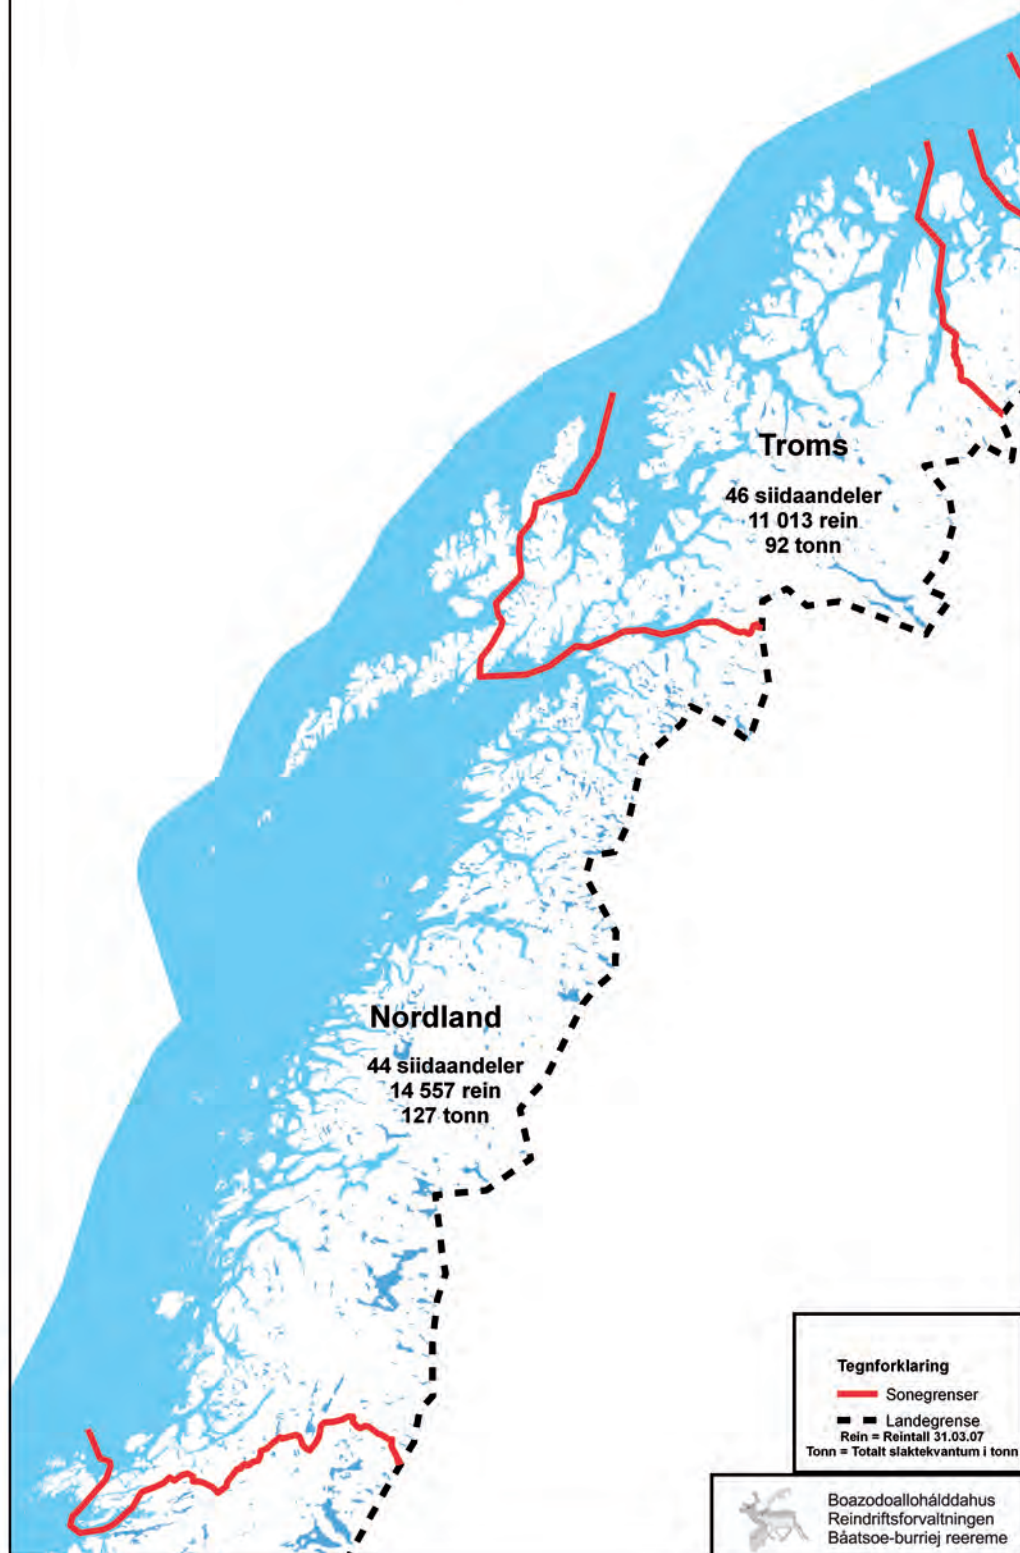 Troms
46 siidaandeler
11 013 rein
92 tonn
Nordland
44 siidaandeler
14 557 rein
127 tonn
Tegnforklaring
Sonegrenser
Landegrense
Rein = Reintall 31.03.07
Tonn = Totalt slaktekvantum i tonn
Boazodoallohálddahus
Reindriftsforvaltningen
Båatsoe-burriej reereme